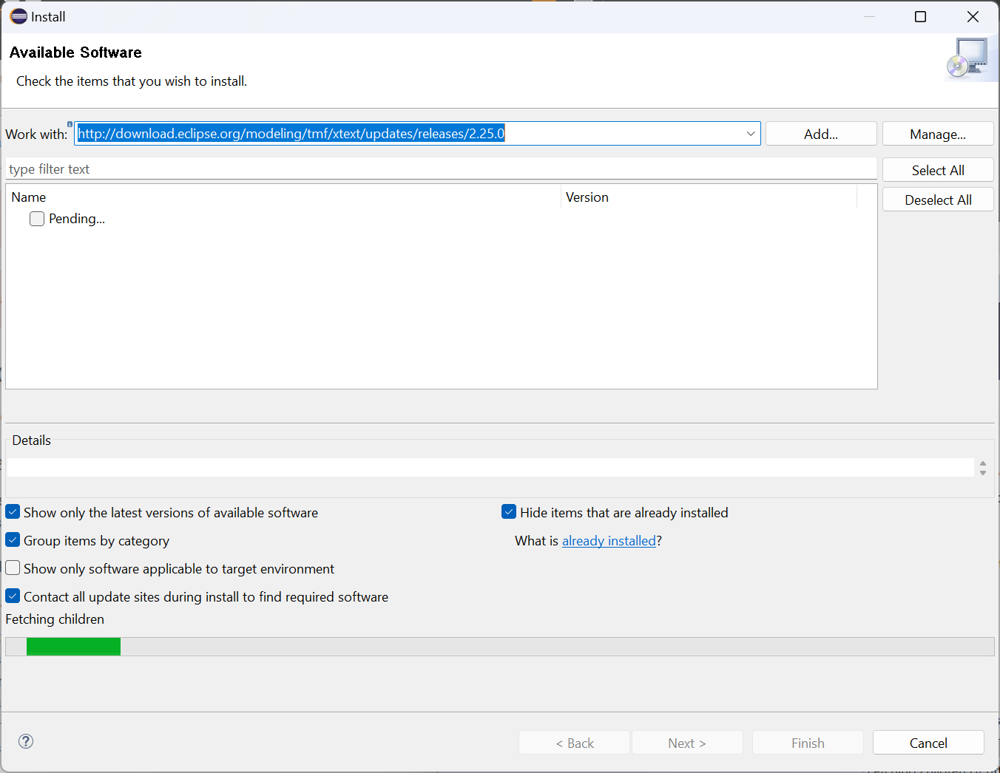 Install
Available Software
Check the items that you wish to install.
Work with: http://download.eclipse.org/modeling/tmf/xtext/updates/releases/2.25.0 Add... Manage...
type filter text Select All
Name Version Deselect All
Pending...
Details
Show only the latest versions of available software Hide items that are already installed
Group items by category What is already installed?
Show only software applicable to target environment
Contact all update sites during install to find required software
Fetching children
< Back Next > Finish Cancel